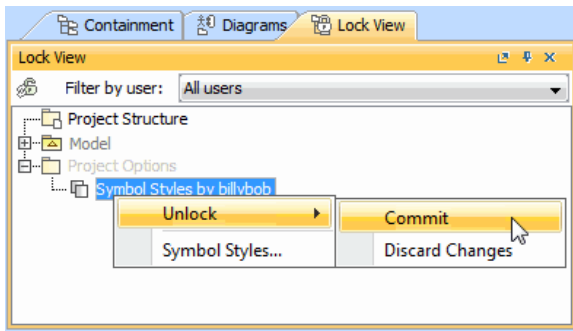 Containment Diagrams Lock View
Lock View
Filter by user: All users
Project Structure
Model
Project Options
Symbol Styles by billybob
Unlock Commit
Symbol Styles... Discard Changes